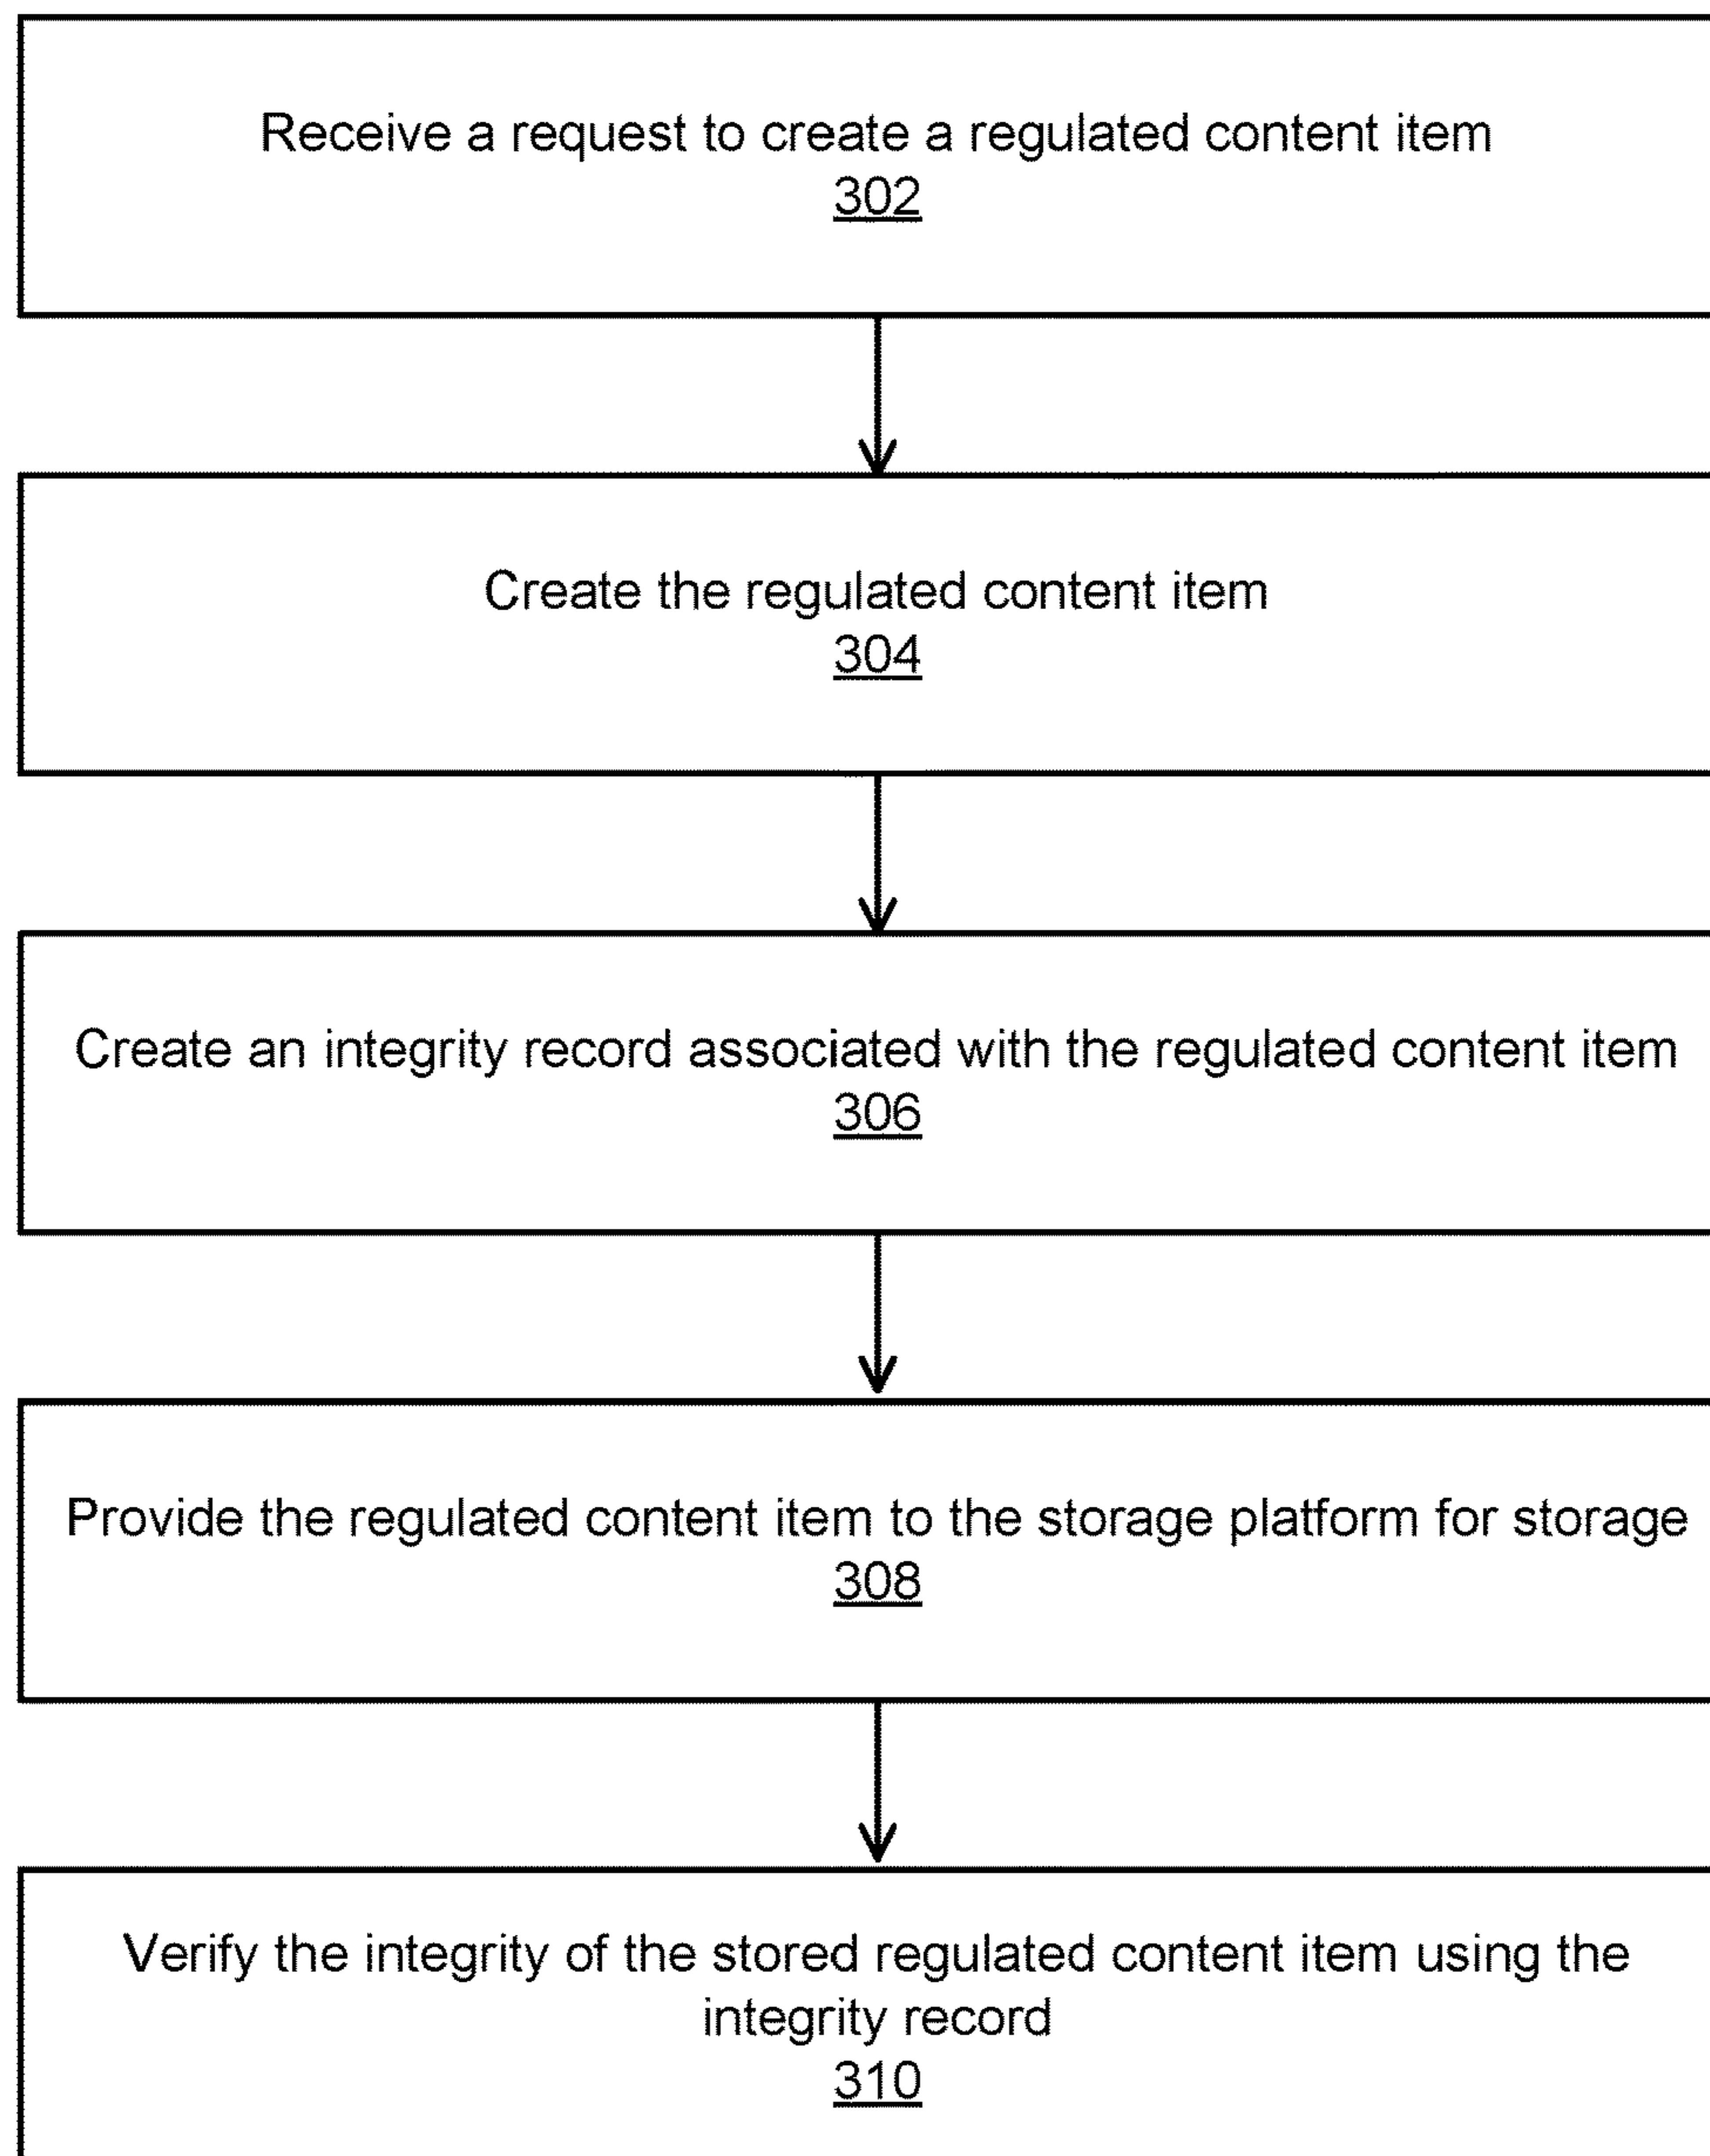 Receive a request to create a regulated content item
302
Create the regulated content item
304
Create an integrity record associated with the regulated content item
306
Provide the regulated content item to the storage platform for storage
308
Verify the integrity of the stored regulated content item using the
integrity record
310